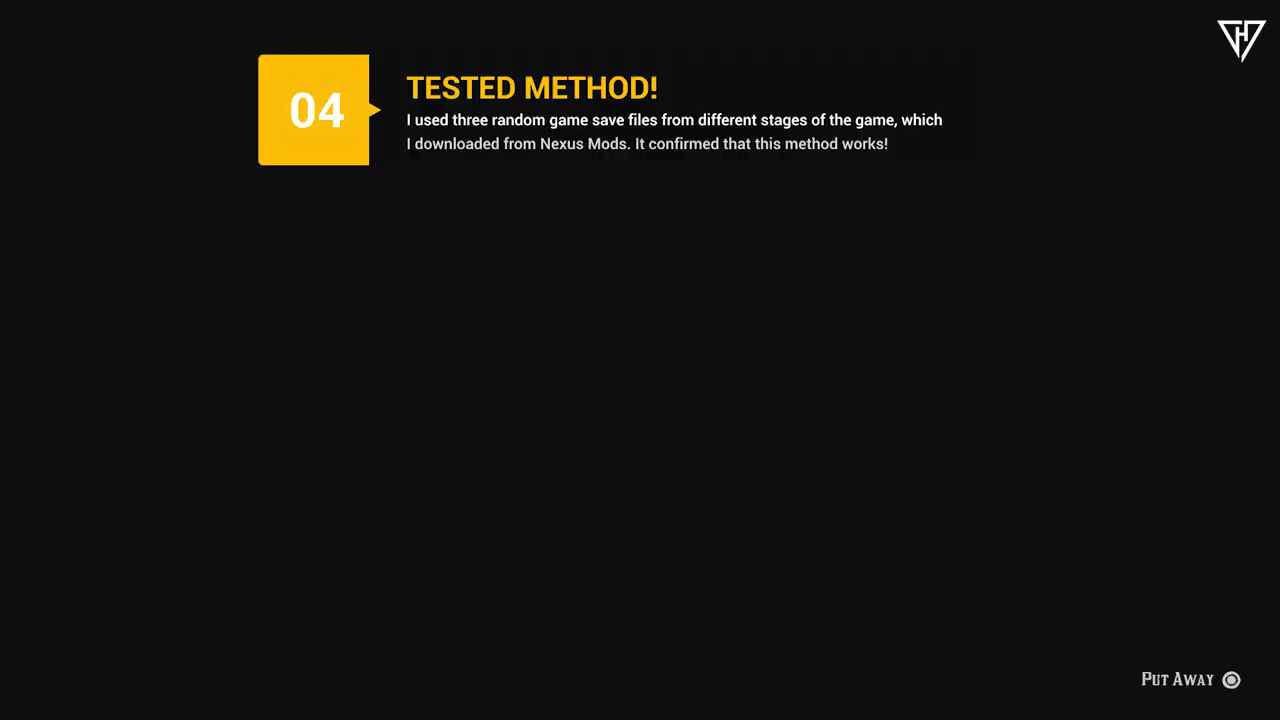 04
TESTED METHOD!
I used three random game save files from different stages of the game, which
I downloaded from Nexus Mods. It confirmed that this method works!
PUT AWAY